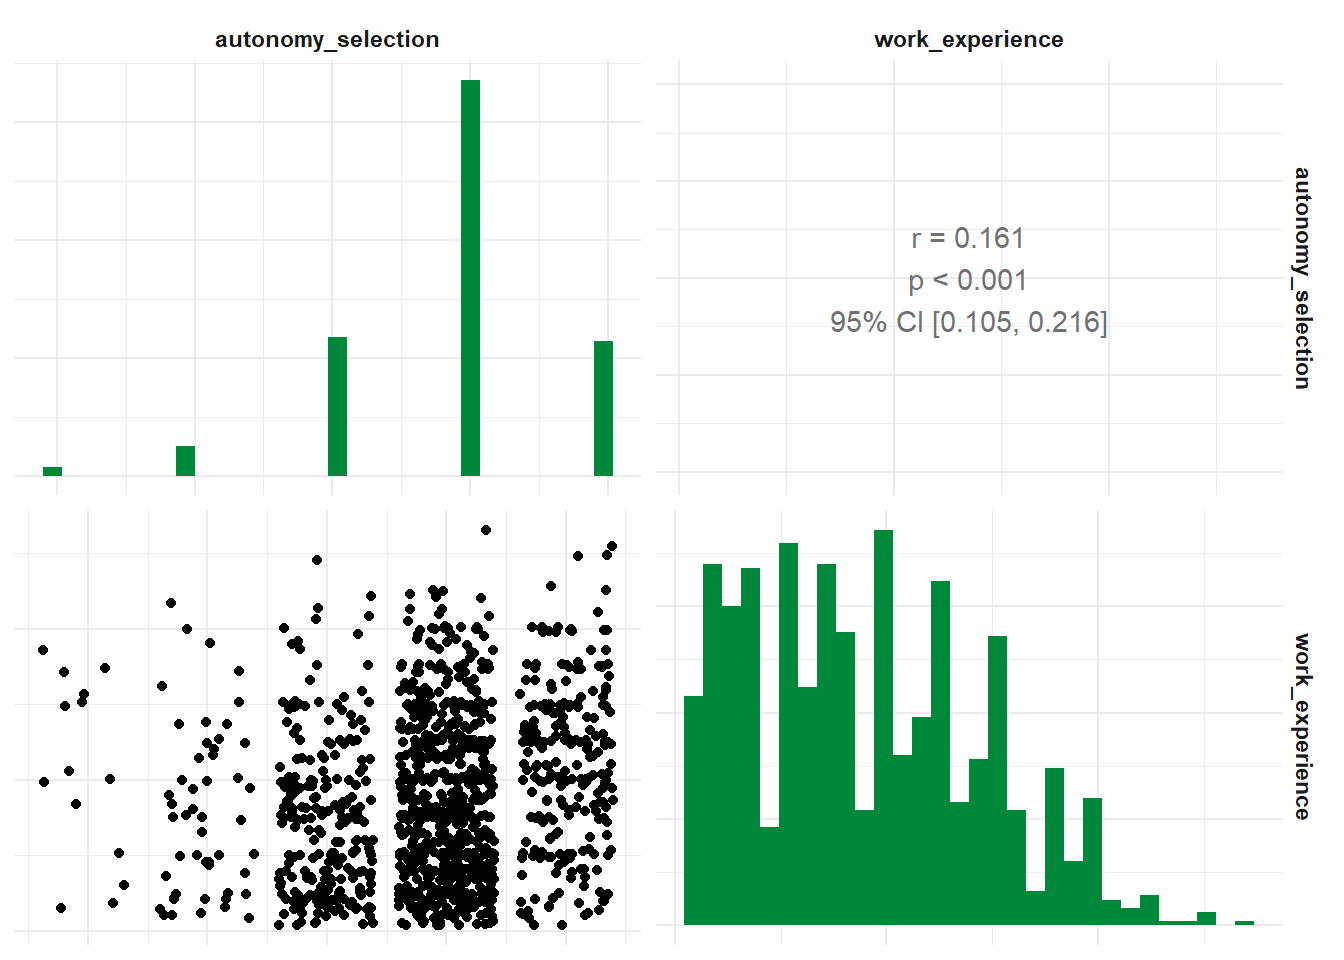 autonomy_selection
work_experience
r = 0.161
p < 0.001
95% CI [0.105, 0.216]
autonomy_selection
work_experience